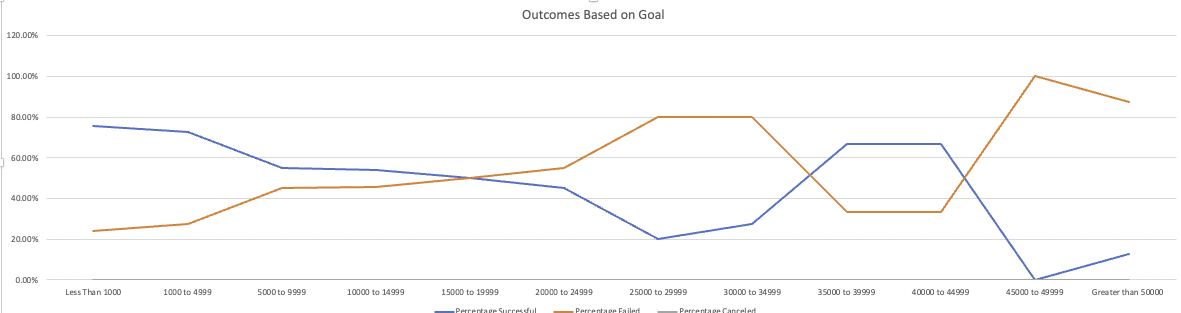 Outcomes Based on Goal
120.00%
100.00%
80.00%
60.00%
40.00%
20.00%
0.00%
Less Than 1000 1000 to 4999 5000 to 9999 10000 to 14999 15000 to 19999 20000 to 24999 25000 to 29999 30000 to 34999 35000 to 39999 40000 to 44999 45000 to 49999 Greater than 50000
Percentage Successful Percentage Failed Percentage Canceled